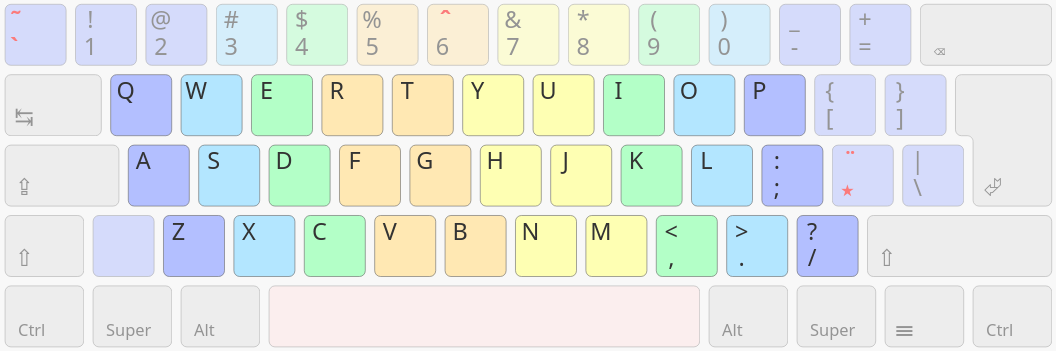 ~ ! @ # $ % ^ & * ( ) _ +
` 1 2 3 4 5 6 7 8 9 0 - =
⌫
Q W E R T Y U I O P { }
↹ [ ]
A S D F G H J K L : ¨ |
⇪ ; ★ \
Z X C V B N M < > ?
⇧ , . / ⇧
Ctrl Super Alt Alt Super ≡ Ctrl